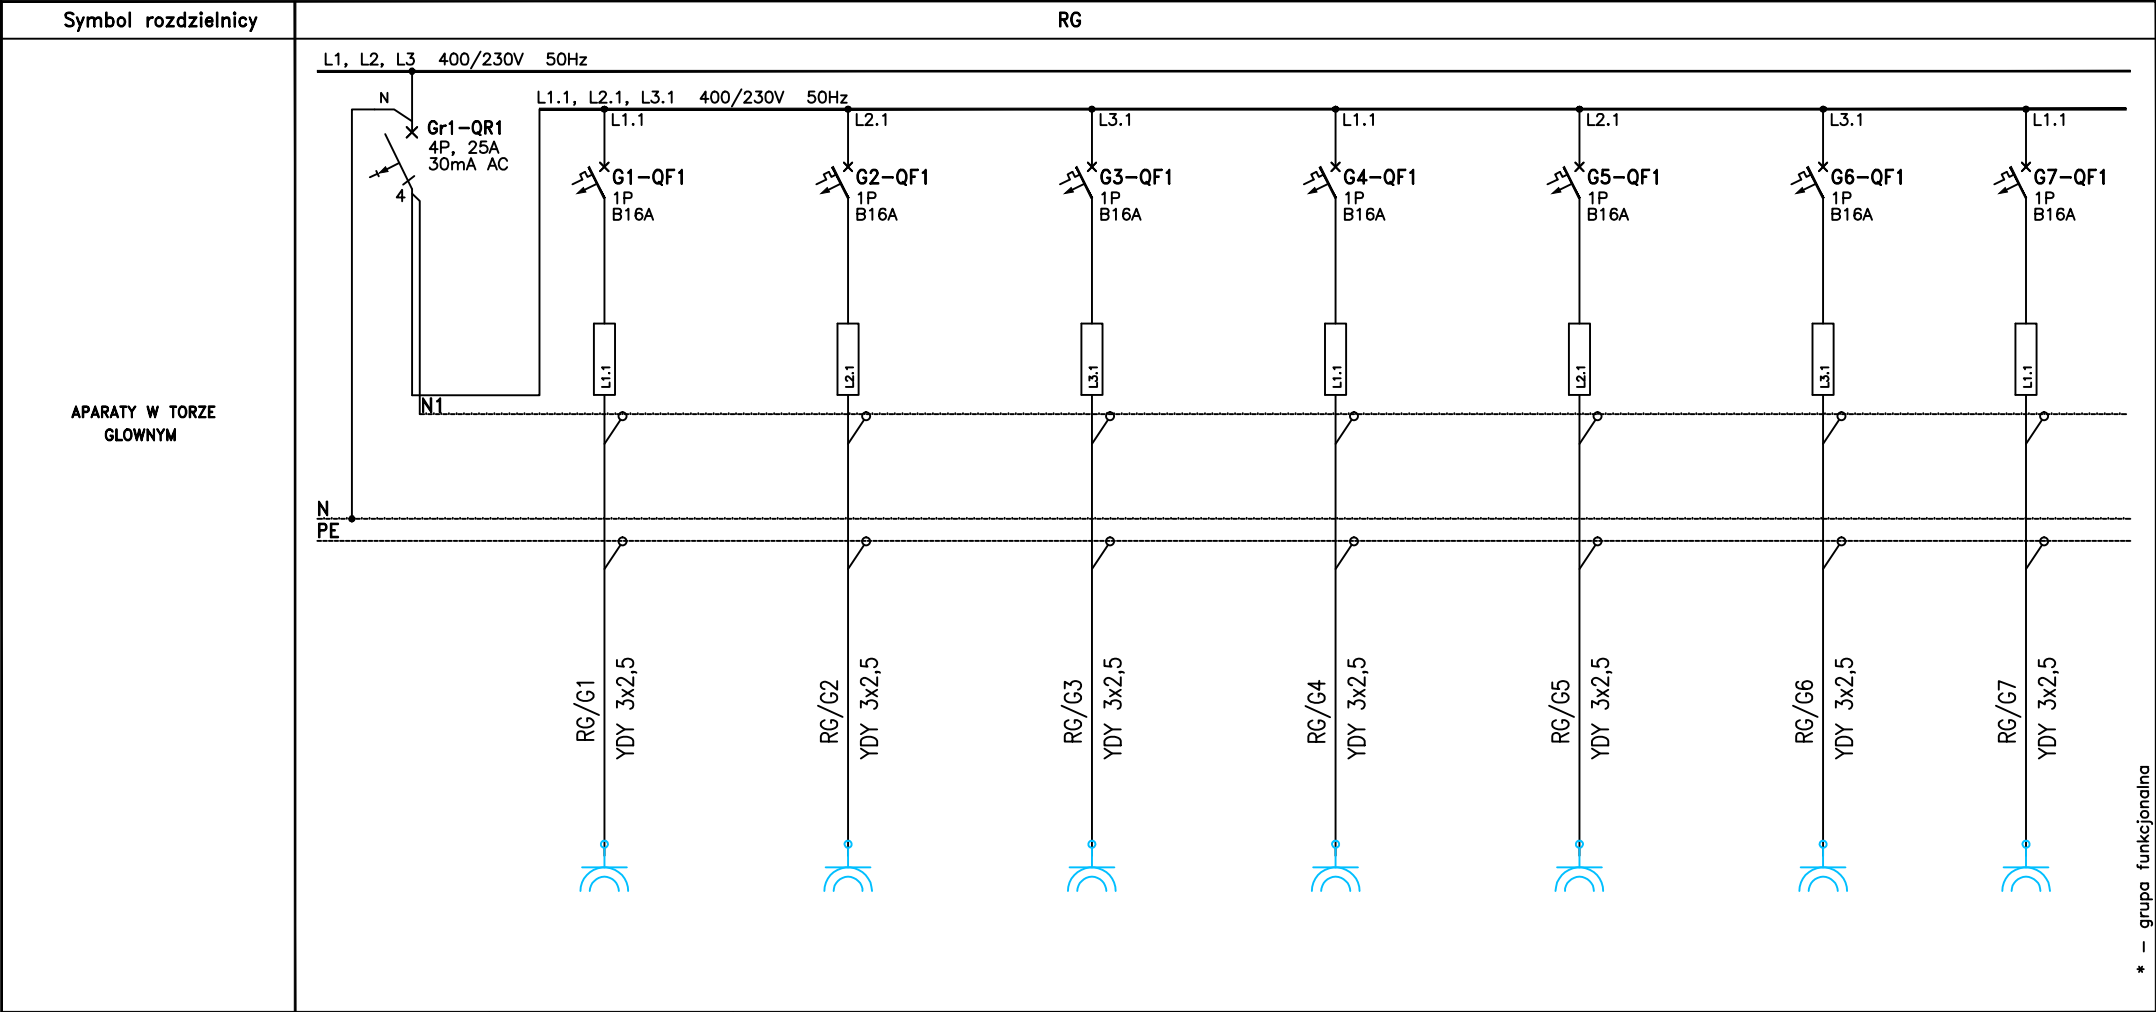 Symbol rozdzielnicy
RG
L1, L2, L3 400/230V 50Hz
N
L1.1, L2.1, L3.1 400/230V 50Hz
Gr1-QR1
4P, 25A
30mA AC
4
L1.1
G1-QF1
1P
B16A
L2.1
G2-QF1
1P
B16A
L3.1
G3-QF1
1P
B16A
L1.1
G4-QF1
1P
B16A
L2.1
G5-QF1
1P
B16A
L3.1
G6-QF1
1P
B16A
L1.1
G7-QF1
1P
B16A
L1.1
L2.1
L3.1
L1.1
L2.1
L3.1
L1.1
APARATY W TORZE
GLOWNYM
N1
N
PE
RG/G1
YDY 3x2,5
RG/G2
YDY 3x2,5
RG/G3
YDY 3x2,5
RG/G4
YDY 3x2,5
RG/G5
YDY 3x2,5
RG/G6
YDY 3x2,5
RG/G7
YDY 3x2,5
* - grupa funkcjonalna